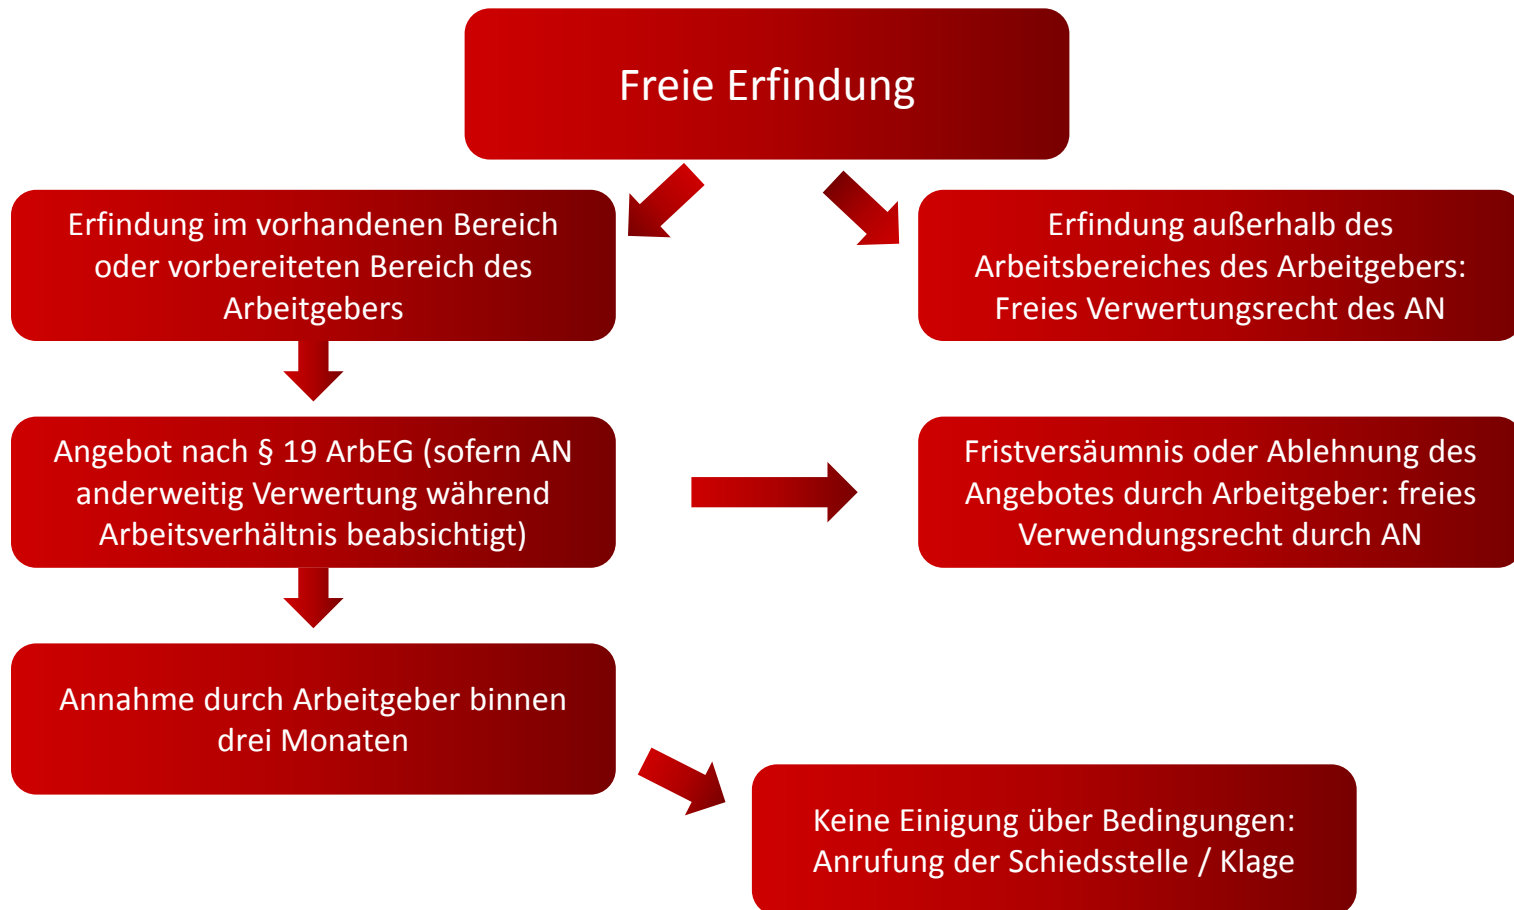 Freie Erfindung
Erfindung im vorhandenen Bereich
oder vorbereiteten Bereich des
Arbeitgebers
Erfindung außerhalb des
Arbeitsbereiches des Arbeitgebers:
Freies Verwertungsrecht des AN
Angebot nach § 19 ArbEG (sofern AN
anderweitig Verwertung während
Arbeitsverhältnis beabsichtigt)
Fristversäumnis oder Ablehnung des
Angebotes durch Arbeitgeber: freies
Verwendungsrecht durch AN
Annahme durch Arbeitgeber binnen
drei Monaten
Keine Einigung über Bedingungen:
Anrufung der Schiedsstelle / Klage